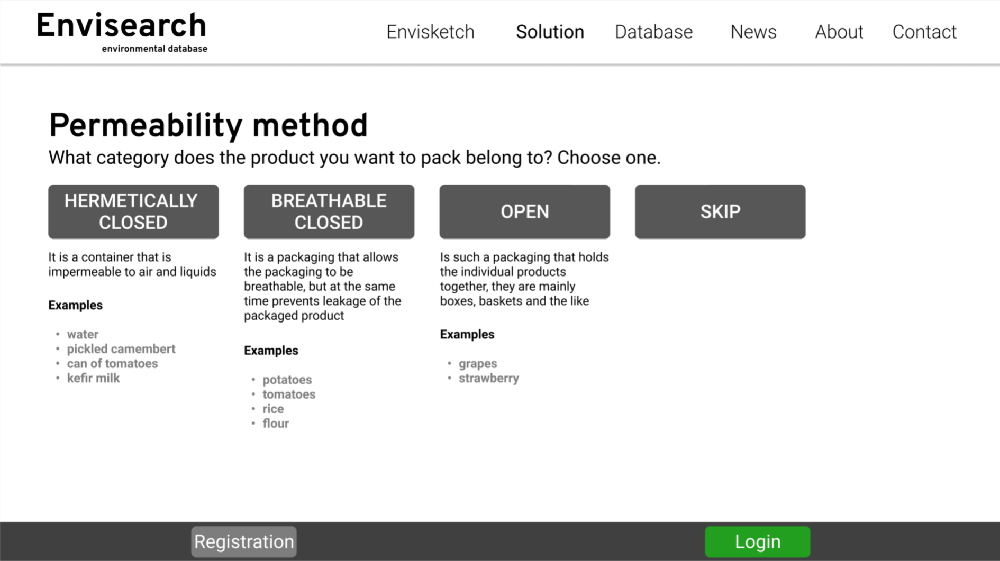 Envisearch
environmental database
Envisketch Solution Database News About Contact
Permeability method
What category does the product you want to pack belong to? Choose one.
HERMETICALLY
CLOSED
It is a container that is
impermeable to air and liquids
Examples
• water
• pickled camembert
• can of tomatoes
• kefir milk
BREATHABLE
CLOSED
It is a packaging that allows
the packaging to be
breathable, but at the same
time prevents leakage of the
packaged product
Examples
• potatoes
• tomatoes
• rice
• flour
OPEN
Is such a packaging that holds
the individual products
together, they are mainly
boxes, baskets and the like
Examples
• grapes
• strawberry
SKIP
Registration
Login